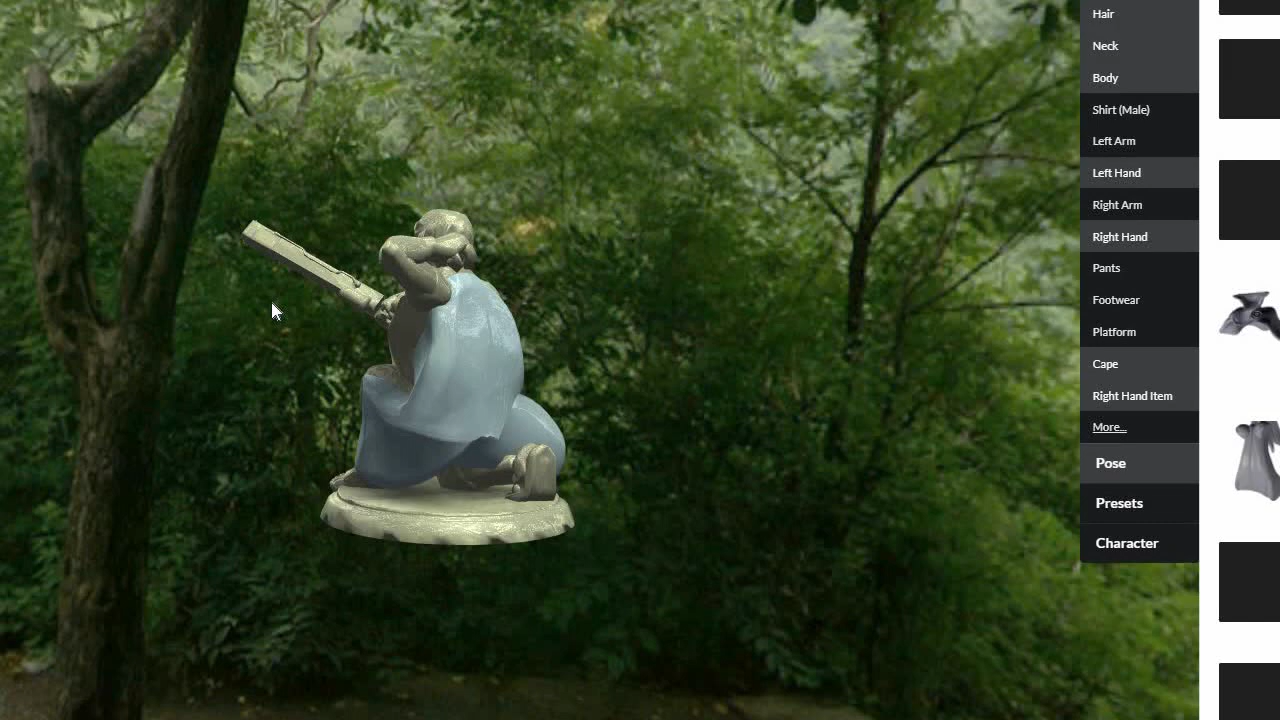 Hair
Neck
Body
Shirt (Male)
Left Arm
Left Hand
Right Arm
Right Hand
Pants
Footwear
Platform
Cape
Right Hand Item
More...
Pose
Presets
Character